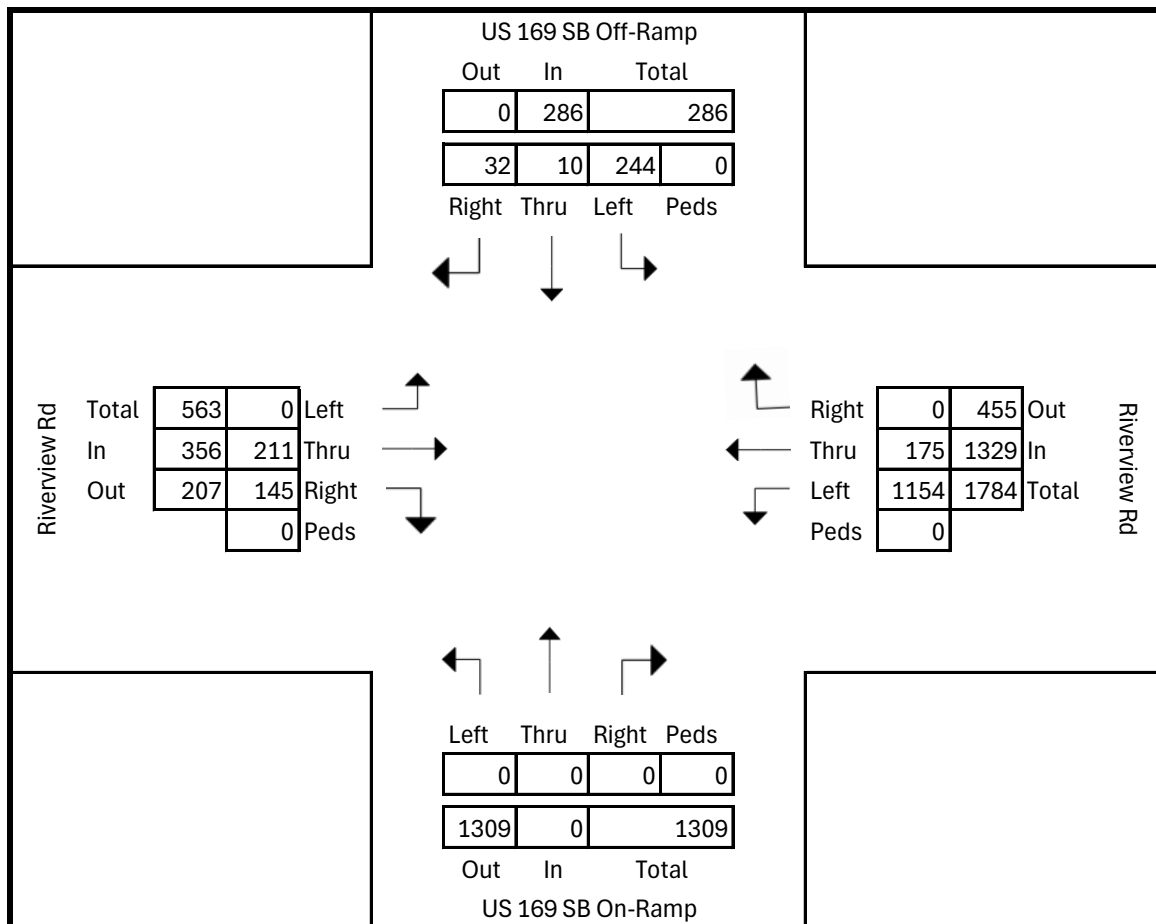 US 169 SB Off-Ramp
Out In Total
0 286 286
32 10 244 0
Right Thru Left Peds
Riverview Rd
Total 563 0 Left
In 356 211 Thru
Out 207 145 Right
0 Peds
Right 0 455 Out
Thru 175 1329 In
Left 1154 1784 Total
Peds 0
Riverview Rd
Left Thru Right Peds
0 0 0 0
1309 0 1309
Out In Total
US 169 SB On-Ramp